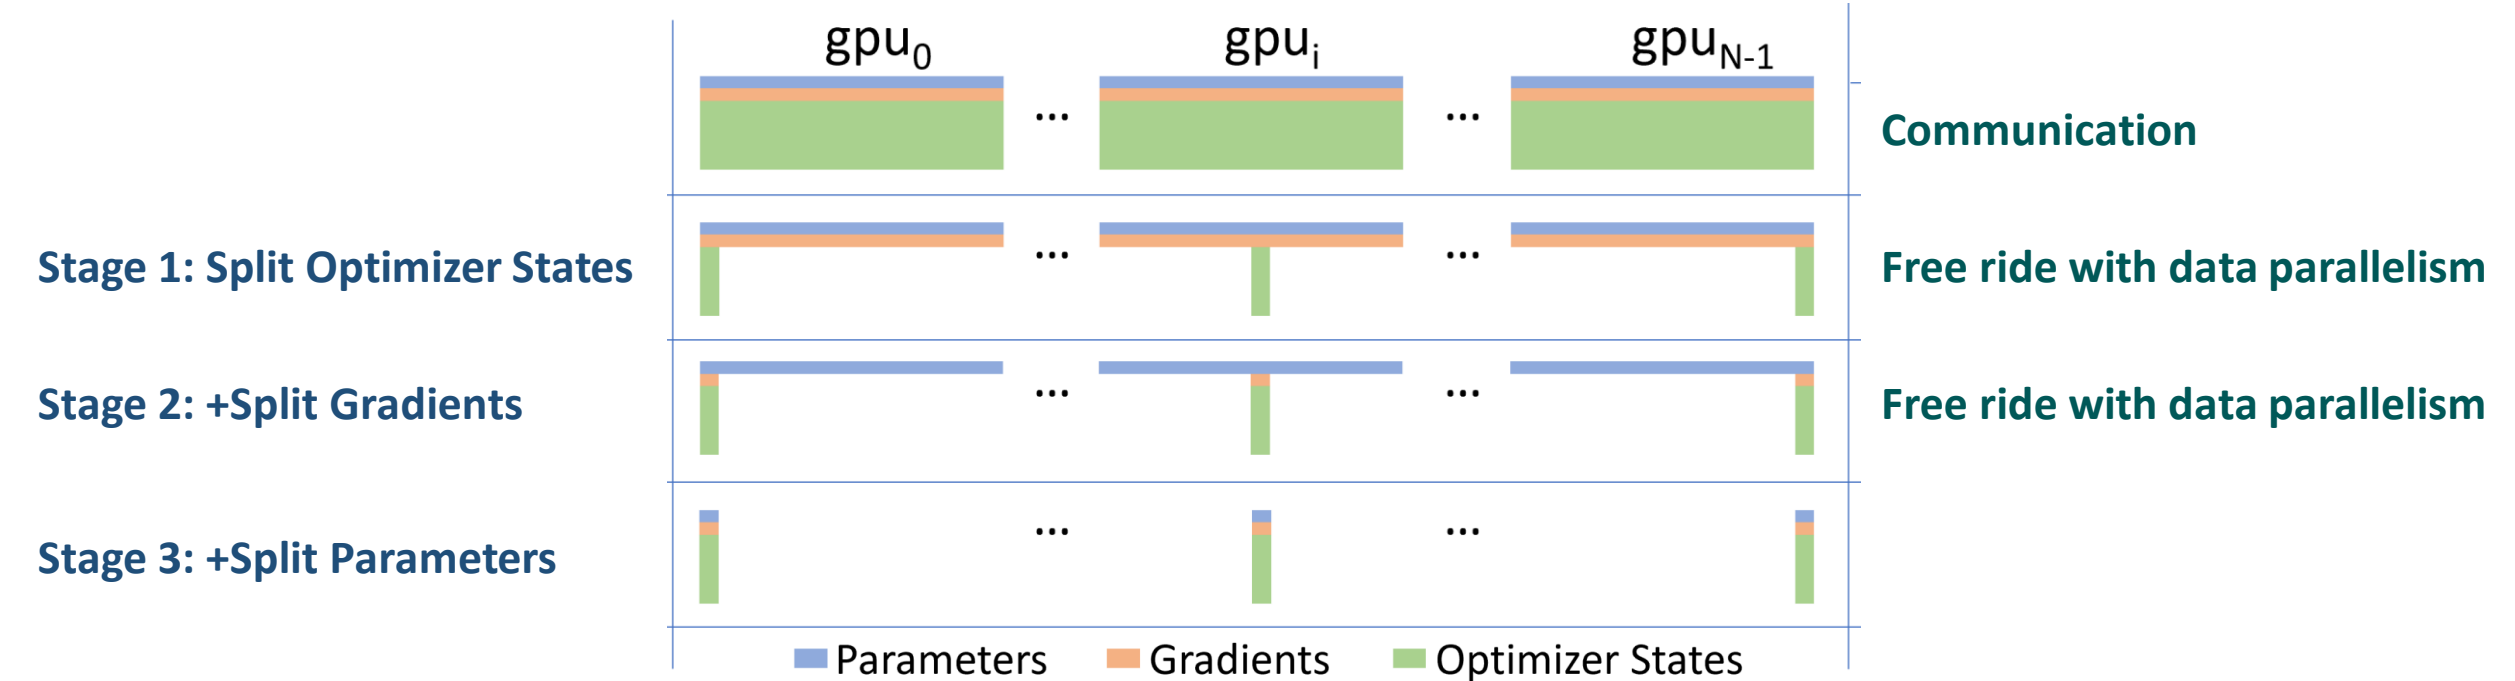 gpu0 gpui gpuN-1
Communication
... ...
Stage 1: Split Optimizer States ... ... Free ride with data parallelism
Stage 2: +Split Gradients ... ... Free ride with data parallelism
Stage 3: +Split Parameters ... ...
Parameters Gradients Optimizer States